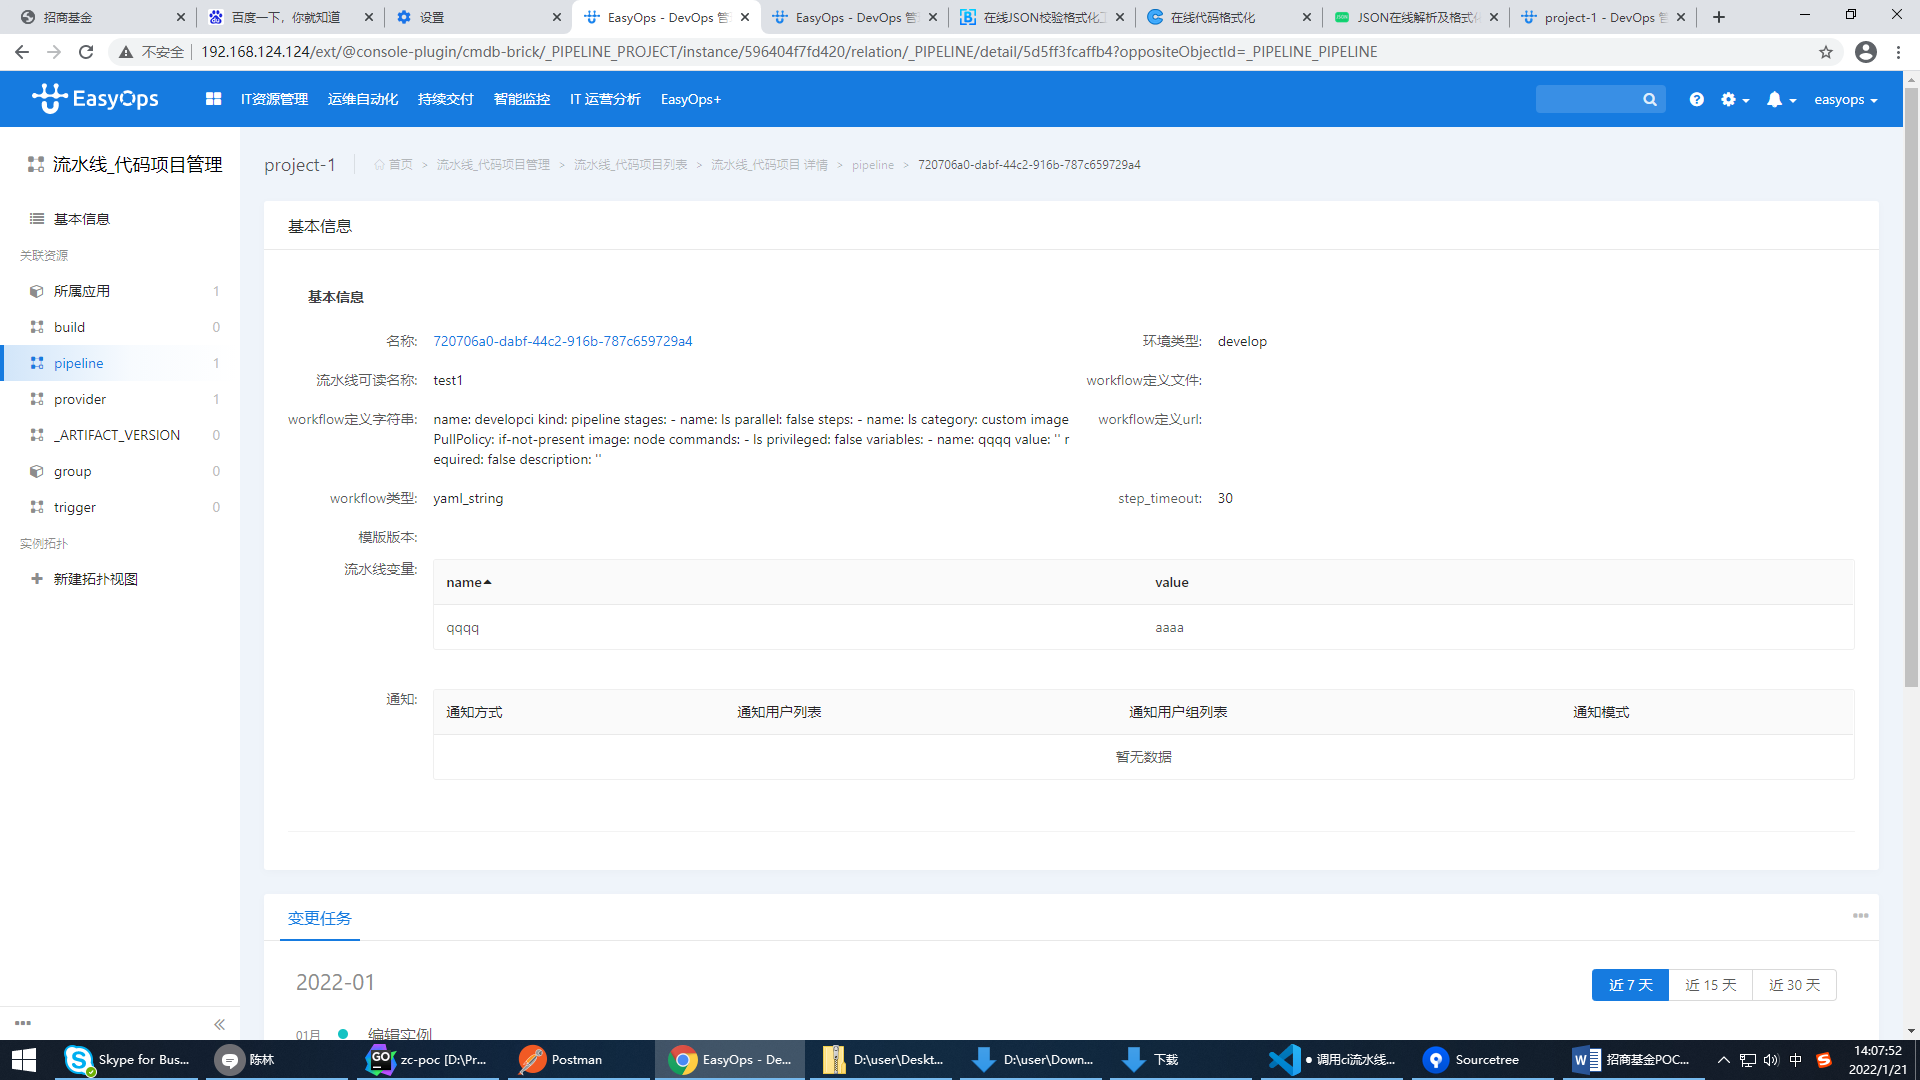 招商基金
百度一下，你就知道
设置
EasyOps - DevOps 管
EasyOps - DevOps 管
在线JSON校验格式化工
在线代码格式化
JSON在线解析及格式化
project-1 - DevOps 管
不安全
192.168.124.124/ext/@console-plugin/cmdb-brick/_PIPELINE_PROJECT/instance/596404f7fd420/relation/_PIPELINE/detail/5d5ff3fcaffb4?oppositeObjectId=_PIPELINE_PIPELINE
EasyOps
IT资源管理
运维自动化
持续交付
智能监控
IT 运营分析
EasyOps+
easyops
流水线_代码项目管理
基本信息
关联资源
所属应用 1
build 0
pipeline 1
provider 1
_ARTIFACT_VERSION 0
group 0
trigger 0
实例拓扑
新建拓扑视图
project-1
首页 > 流水线_代码项目管理 > 流水线_代码项目列表 > 流水线_代码项目 详情 > pipeline > 720706a0-dabf-44c2-916b-787c659729a4
基本信息
基本信息
名称: 720706a0-dabf-44c2-916b-787c659729a4
环境类型: develop
流水线可读名称: test1
workflow定义文件:
workflow定义字符串: name: developci kind: pipeline stages: - name: ls parallel: false steps: - name: ls category: custom image
PullPolicy: if-not-present image: node commands: - ls privileged: false variables: - name: qqqq value: '' r
equired: false description: ''
workflow定义url:
workflow类型: yaml_string
step_timeout: 30
模版版本:
流水线变量:
name value
qqqq aaaa
通知:
通知方式 通知用户列表 通知用户组列表 通知模式
暂无数据
变更任务
2022-01
近 7 天 近 15 天 近 30 天
01月 编辑实例
Skype for Bus...
陈林
zc-poc [D:\Pr...
Postman
EasyOps - De...
D:\user\Deskt...
D:\user\Down...
下载
● 调用ci流水线...
Sourcetree
招商基金POC...
中
14:07:52
2022/1/21